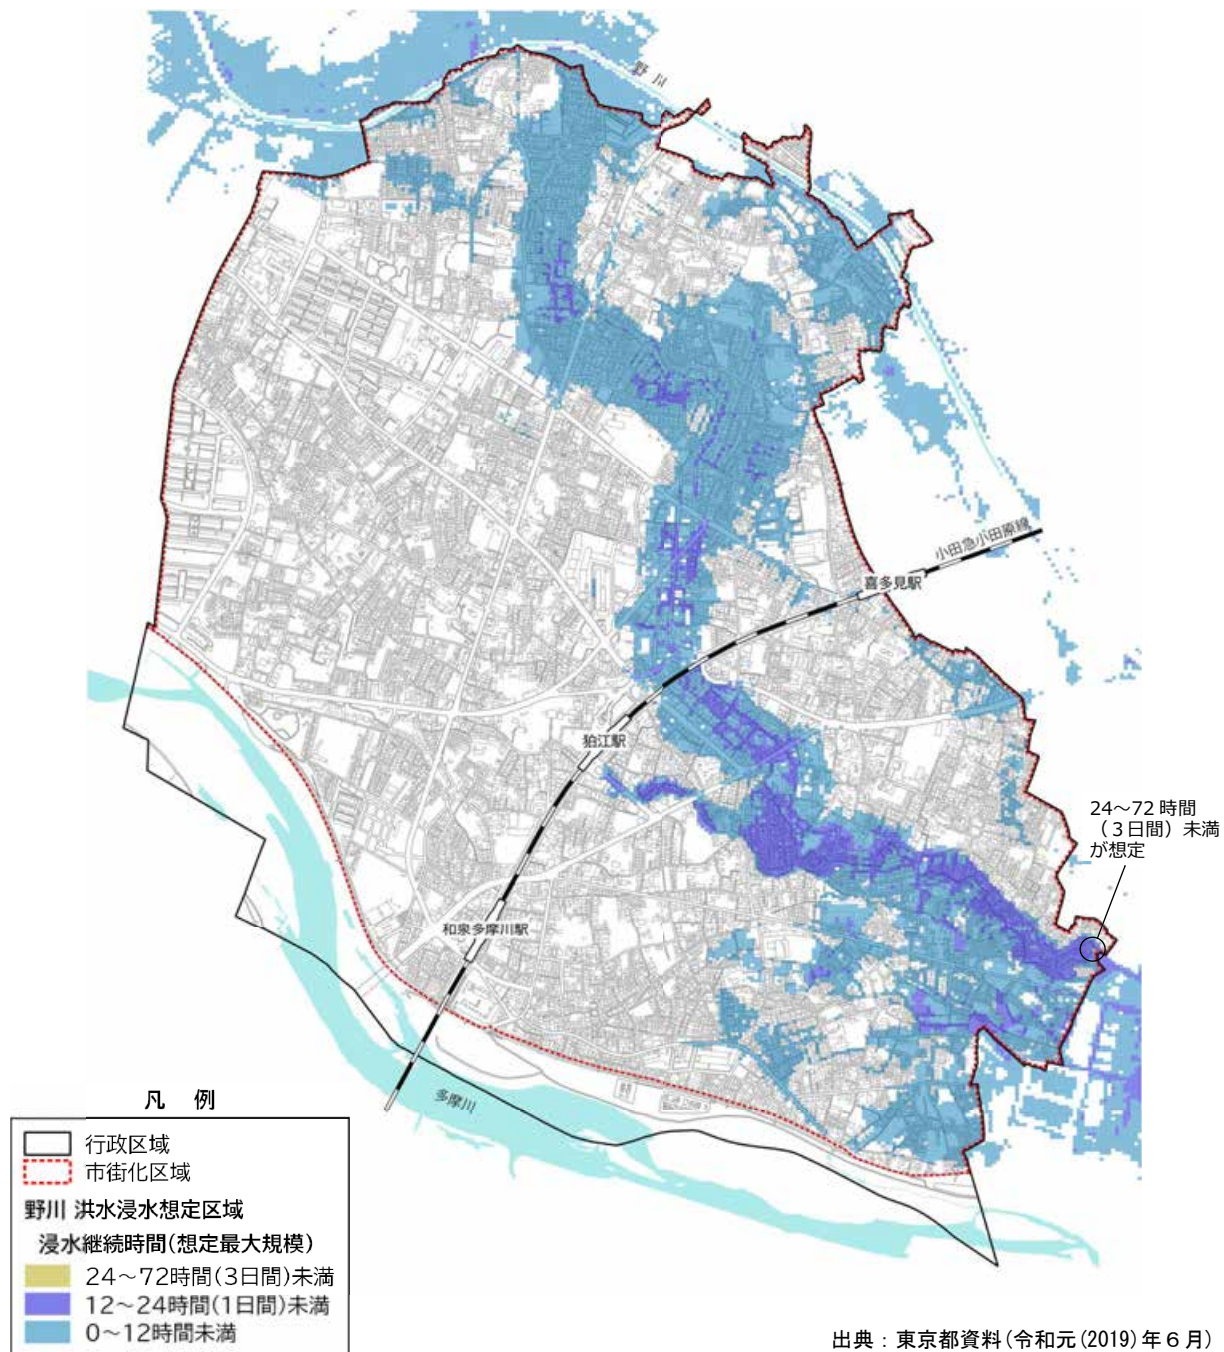 野川
小田急小田原線
喜多見駅
狛江駅
24～72時間
（3日間）未満
が想定
和泉多摩川駅
多摩川
凡 例
行政区域
市街化区域
野川 洪水浸水想定区域
浸水継続時間(想定最大規模)
24～72時間(3日間)未満
12～24時間(1日間)未満
0～12時間未満
出典：東京都資料(令和元(2019)年6月)